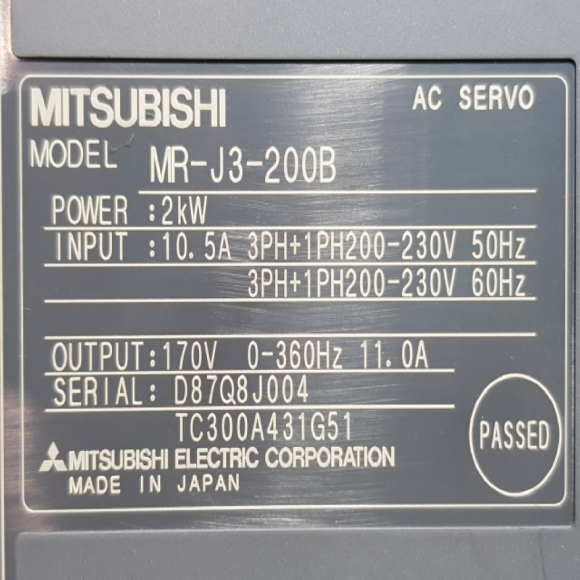 MITSUBISHI AC SERVO
MODEL MR-J3-200B
POWER :2kW
INPUT :10.5A 3PH+1PH200-230V 50Hz
3PH+1PH200-230V 60Hz
OUTPUT:170V 0-360Hz 11.0A
SERIAL: D87Q8J004
TC300A431G51
PASSED
MITSUBISHI ELECTRIC CORPORATION
MADE IN JAPAN